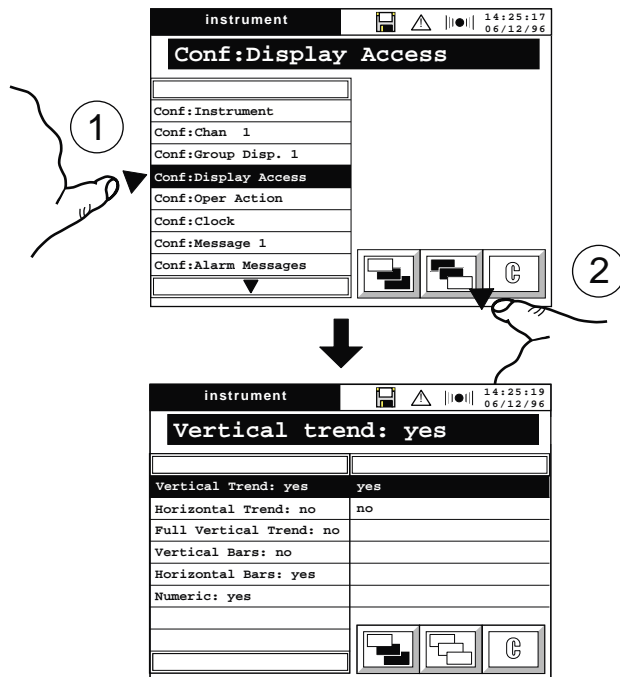 instrument
14:25:17
06/12/96
Conf:Display Access
Conf:Instrument
Conf:Chan 1
Conf:Group Disp. 1
Conf:Display Access
Conf:Oper Action
Conf:Clock
Conf:Message 1
Conf:Alarm Messages
C
1
2
instrument
14:25:19
06/12/96
Vertical trend: yes
Vertical Trend: yes yes
Horizontal Trend: no no
Full Vertical Trend: no
Vertical Bars: no
Horizontal Bars: yes
Numeric: yes
C